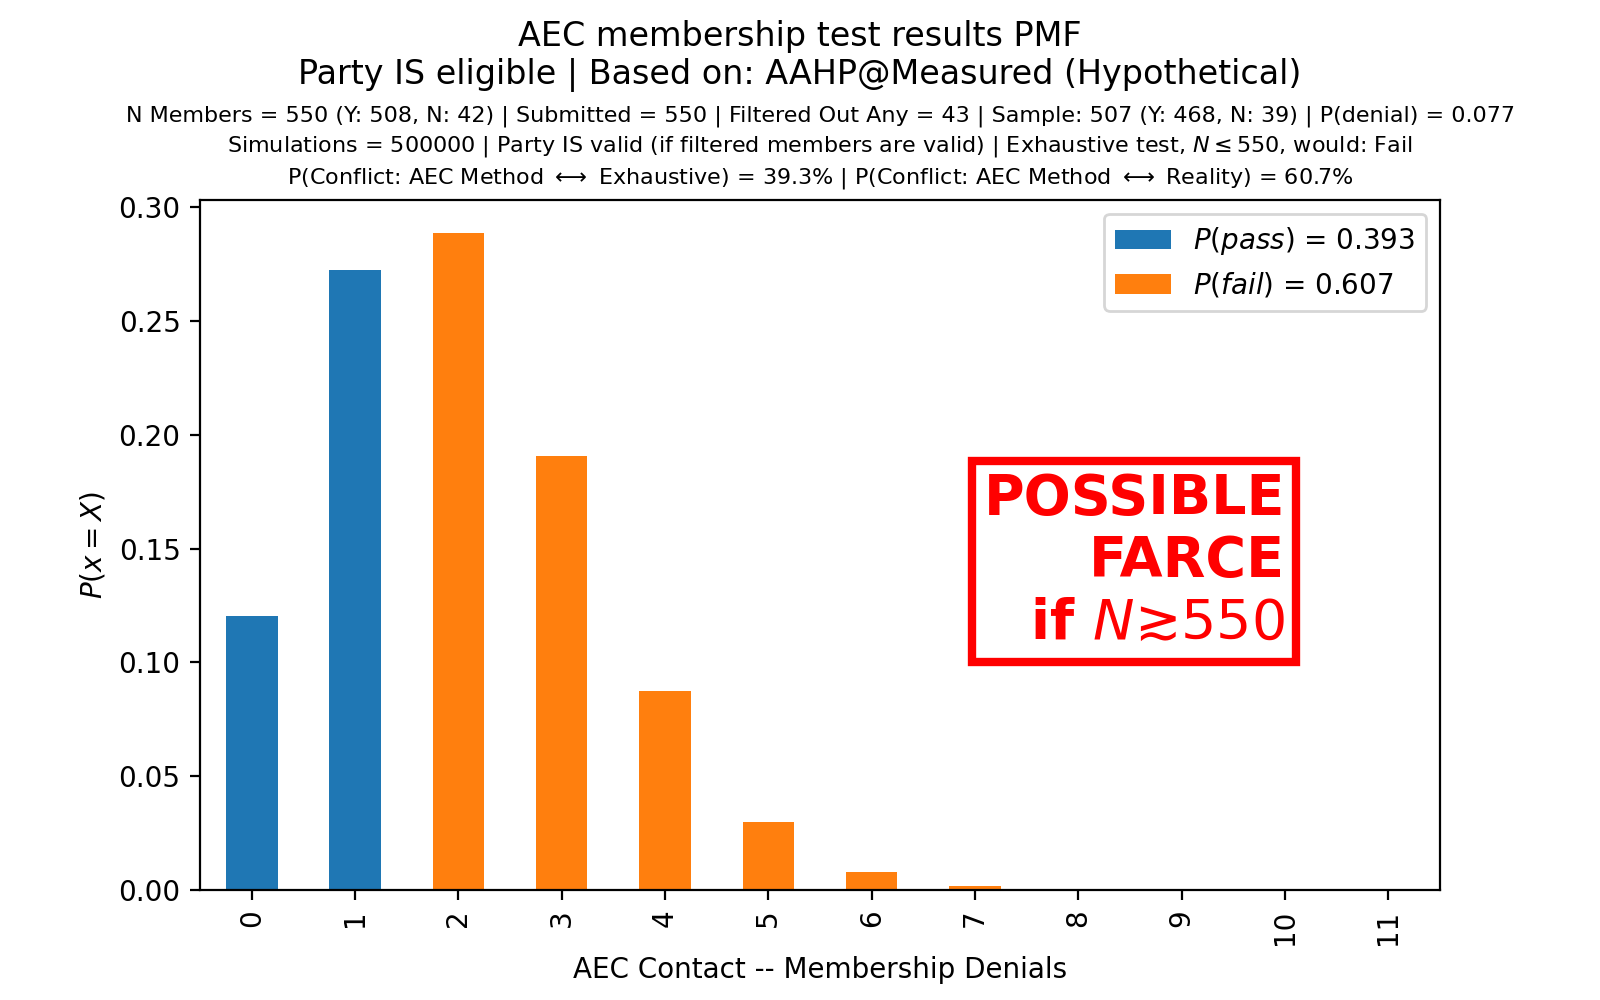 AEC membership test results PMF
Party IS eligible | Based on: AAHP@Measured (Hypothetical)
N Members = 550 (Y: 508, N: 42) | Submitted = 550 | Filtered Out Any = 43 | Sample: 507 (Y: 468, N: 39) | P(denial) = 0.077
Simulations = 500000 | Party IS valid (if filtered members are valid) | Exhaustive test, N ≤ 550, would: Fail
P(Conflict: AEC Method ⟷ Exhaustive) = 39.3% | P(Conflict: AEC Method ⟷ Reality) = 60.7%
P(pass) = 0.393
P(fail) = 0.607
0.30
0.25
0.20
0.15
0.10
0.05
0.00
P(x = X)
POSSIBLE
FARCE
if N≳550
0 1 2 3 4 5 6 7 8 9 10 11
AEC Contact -- Membership Denials